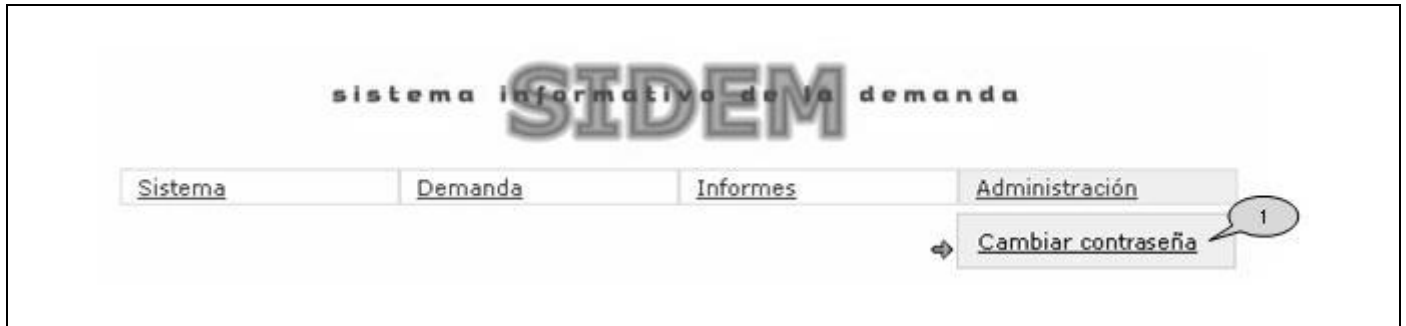 sistema informativo de la demanda
SIDEM
Sistema Demanda Informes Administración
1
Cambiar contraseña